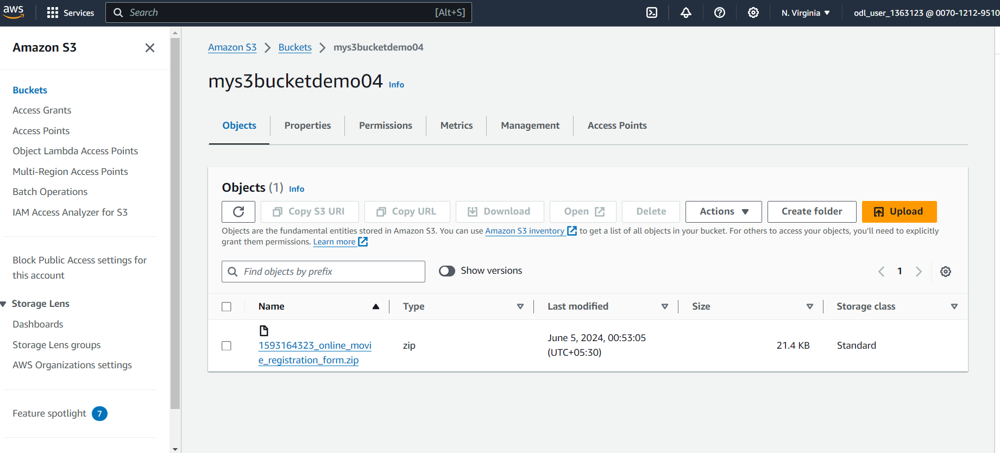 aws
Services
Search
[Alt+S]
N. Virginia
odl_user_1363123 @ 0070-1212-9510
Amazon S3
Buckets
Access Grants
Access Points
Object Lambda Access Points
Multi-Region Access Points
Batch Operations
IAM Access Analyzer for S3
Block Public Access settings for
this account
Storage Lens
Dashboards
Storage Lens groups
AWS Organizations settings
Feature spotlight 7
Amazon S3 Buckets mys3bucketdemo04
mys3bucketdemo04 Info
Objects Properties Permissions Metrics Management Access Points
Objects (1) Info
Copy S3 URI Copy URL Download Open Delete Actions Create folder Upload
Objects are the fundamental entities stored in Amazon S3. You can use Amazon S3 inventory to get a list of all objects in your bucket. For others to access your objects, you'll need to explicitly
grant them permissions. Learn more
Find objects by prefix
Show versions
1
Name Type Last modified Size Storage class
1593164323_online_movi
e_registration_form.zip
zip
June 5, 2024, 00:53:05
(UTC+05:30)
21.4 KB
Standard